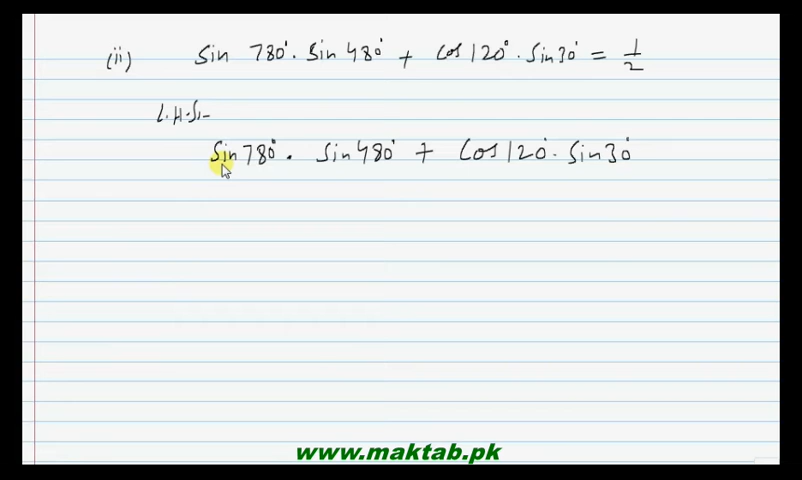 (ii) Sin 780°. Sin 480° + Cos 120°. Sin 30° = 1/2
L.H.S:-
Sin 780°. Sin 480° + Cos 120°. Sin 30°
www.maktab.pk